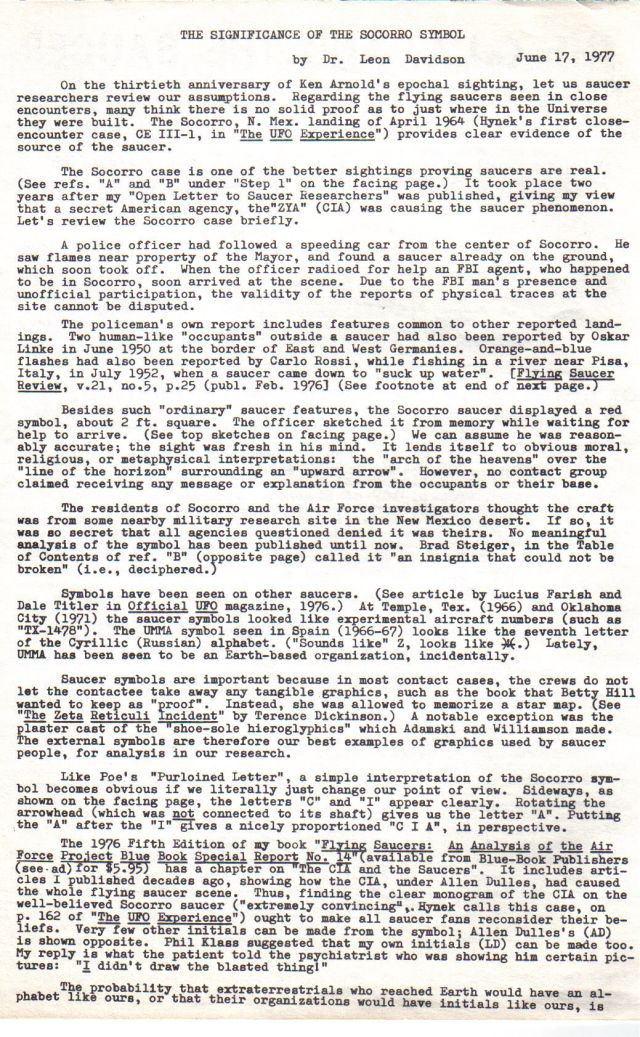 THE SIGNIFICANCE OF THE SOCORRO SYMBOL
by Dr. Leon Davidson June 17, 1977
On the thirtieth anniversary of Ken Arnold's epochal sighting, let us saucer
researchers review our assumptions. Regarding the flying saucers seen in close
encounters, many think there is no solid proof as to just where in the Universe
they were built. The Socorro, N. Mex. landing of April 1964 (Hynek's first close-
encounter case, CE III-1, in "The UFO Experience") provides clear evidence of the
source of the saucer.
The Socorro case is one of the better sightings proving saucers are real.
(See refs. "A" and "B" under "Step 1" on the facing page.) It took place two
years after my "Open Letter to Saucer Researchers" was published, giving my view
that a secret American agency, the"ZYA" (CIA) was causing the saucer phenomenon.
Let's review the Socorro case briefly.
A police officer had followed a speeding car from the center of Socorro. He
saw flames near property of the Mayor, and found a saucer already on the ground,
which soon took off. When the officer radioed for help an FBI agent, who happened
to be in Socorro, soon arrived at the scene. Due to the FBI man's presence and
unofficial participation, the validity of the reports of physical traces at the
site cannot be disputed.
The policeman's own report includes features common to other reported land-
ings. Two human-like "occupants" outside a saucer had also been reported by Oskar
Linke in June 1950 at the border of East and West Germanies. Orange-and-blue
flashes had also been reported by Carlo Rossi, while fishing in a river near Pisa,
Italy, in July 1952, when a saucer came down to "suck up water". [Flying Saucer
Review, v.21, no.5, p.25 (publ. Feb. 1976] (See footnote at end of next page.)
Besides such "ordinary" saucer features, the Socorro saucer displayed a red
symbol, about 2 ft. square. The officer sketched it from memory while waiting for
help to arrive. (See top sketches on facing page.) We can assume he was reason-
ably accurate; the sight was fresh in his mind. It lends itself to obvious moral,
religious, or metaphysical interpretations: the "arch of the heavens" over the
"line of the horizon" surrounding an "upward arrow". However, no contact group
claimed receiving any message or explanation from the occupants or their base.
The residents of Socorro and the Air Force investigators thought the craft
was from some nearby military research site in the New Mexico desert. If so, it
was so secret that all agencies questioned denied it was theirs. No meaningful
analysis of the symbol has been published until now. Brad Steiger, in the Table
of Contents of ref. "B" (opposite page) called it "an insignia that could not be
broken" (i.e., deciphered.)
Symbols have been seen on other saucers. (See article by Lucius Farish and
Dale Titler in Official UFO magazine, 1976.) At Temple, Tex. (1966) and Oklahoma
City (1971) the saucer symbols looked like experimental aircraft numbers (such as
"TX-1478"). The UMMA symbol seen in Spain (1966-67) looks like the seventh letter
of the Cyrillic (Russian) alphabet. ("Sounds like" Z, looks like Ж.) Lately,
UMMA has been seen to be an Earth-based organization, incidentally.
Saucer symbols are important because in most contact cases, the crews do not
let the contactee take away any tangible graphics, such as the book that Betty Hill
wanted to keep as "proof". Instead, she was allowed to memorize a star map. (See
"The Zeta Reticuli Incident" by Terence Dickinson.) A notable exception was the
plaster cast of the "shoe-sole hieroglyphics" which Adamski and Williamson made.
The external symbols are therefore our best examples of graphics used by saucer
people, for analysis in our research.
Like Poe's "Purloined Letter", a simple interpretation of the Socorro sym-
bol becomes obvious if we literally just change our point of view. Sideways, as
shown on the facing page, the letters "C" and "I" appear clearly. Rotating the
arrowhead (which was not connected to its shaft) gives us the letter "A". Putting
the "A" after the "I" gives a nicely proportioned "C I A", in perspective.
The 1976 Fifth Edition of my book "Flying Saucers: An Analysis of the Air
Force Project Blue Book Special Report No. 14"(available from Blue-Book Publishers
(see ad) for $5.95) has a chapter on "The CIA and the Saucers". It includes arti-
cles I published decades ago, showing how the CIA, under Allen Dulles, had caused
the whole flying saucer scene. Thus, finding the clear monogram of the CIA on the
well-believed Socorro saucer ("extremely convincing", Hynek calls this case, on
p. 162 of "The UFO Experience") ought to make all saucer fans reconsider their be-
liefs. Very few other initials can be made from the symbol; Allen Dulles's (AD)
is shown opposite. Phil Klass suggested that my own initials (LD) can be made too.
My reply is what the patient told the psychiatrist who was showing him certain pic-
tures: "I didn't draw the blasted thing!"
The probability that extraterrestrials who reached Earth would have an al-
phabet like ours, or that their organizations would have initials like ours, is